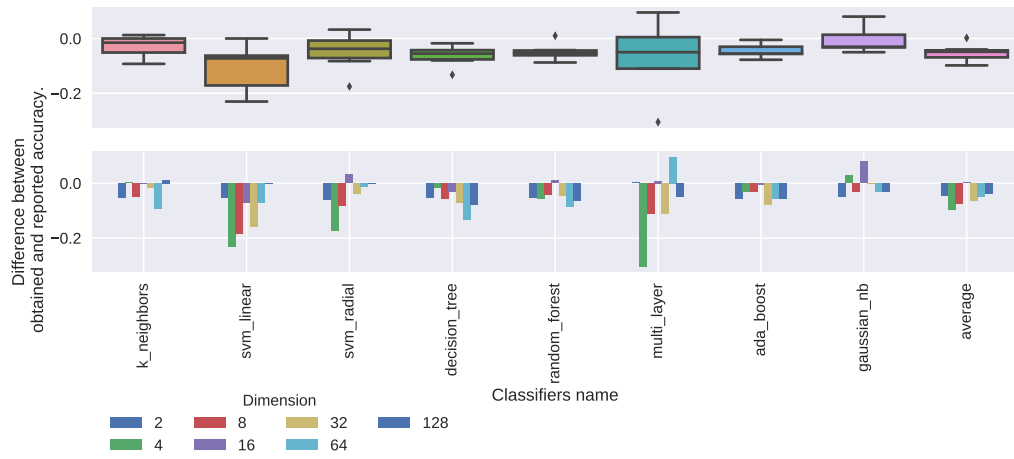 0.0
−0.2
0.0
−0.2
Difference between
obtained and reported accuracy.
k_neighbors
svm_linear
svm_radial
decision_tree
random_forest
multi_layer
ada_boost
gaussian_nb
average
Classifiers name
Dimension
2 8 32 128
4 16 64